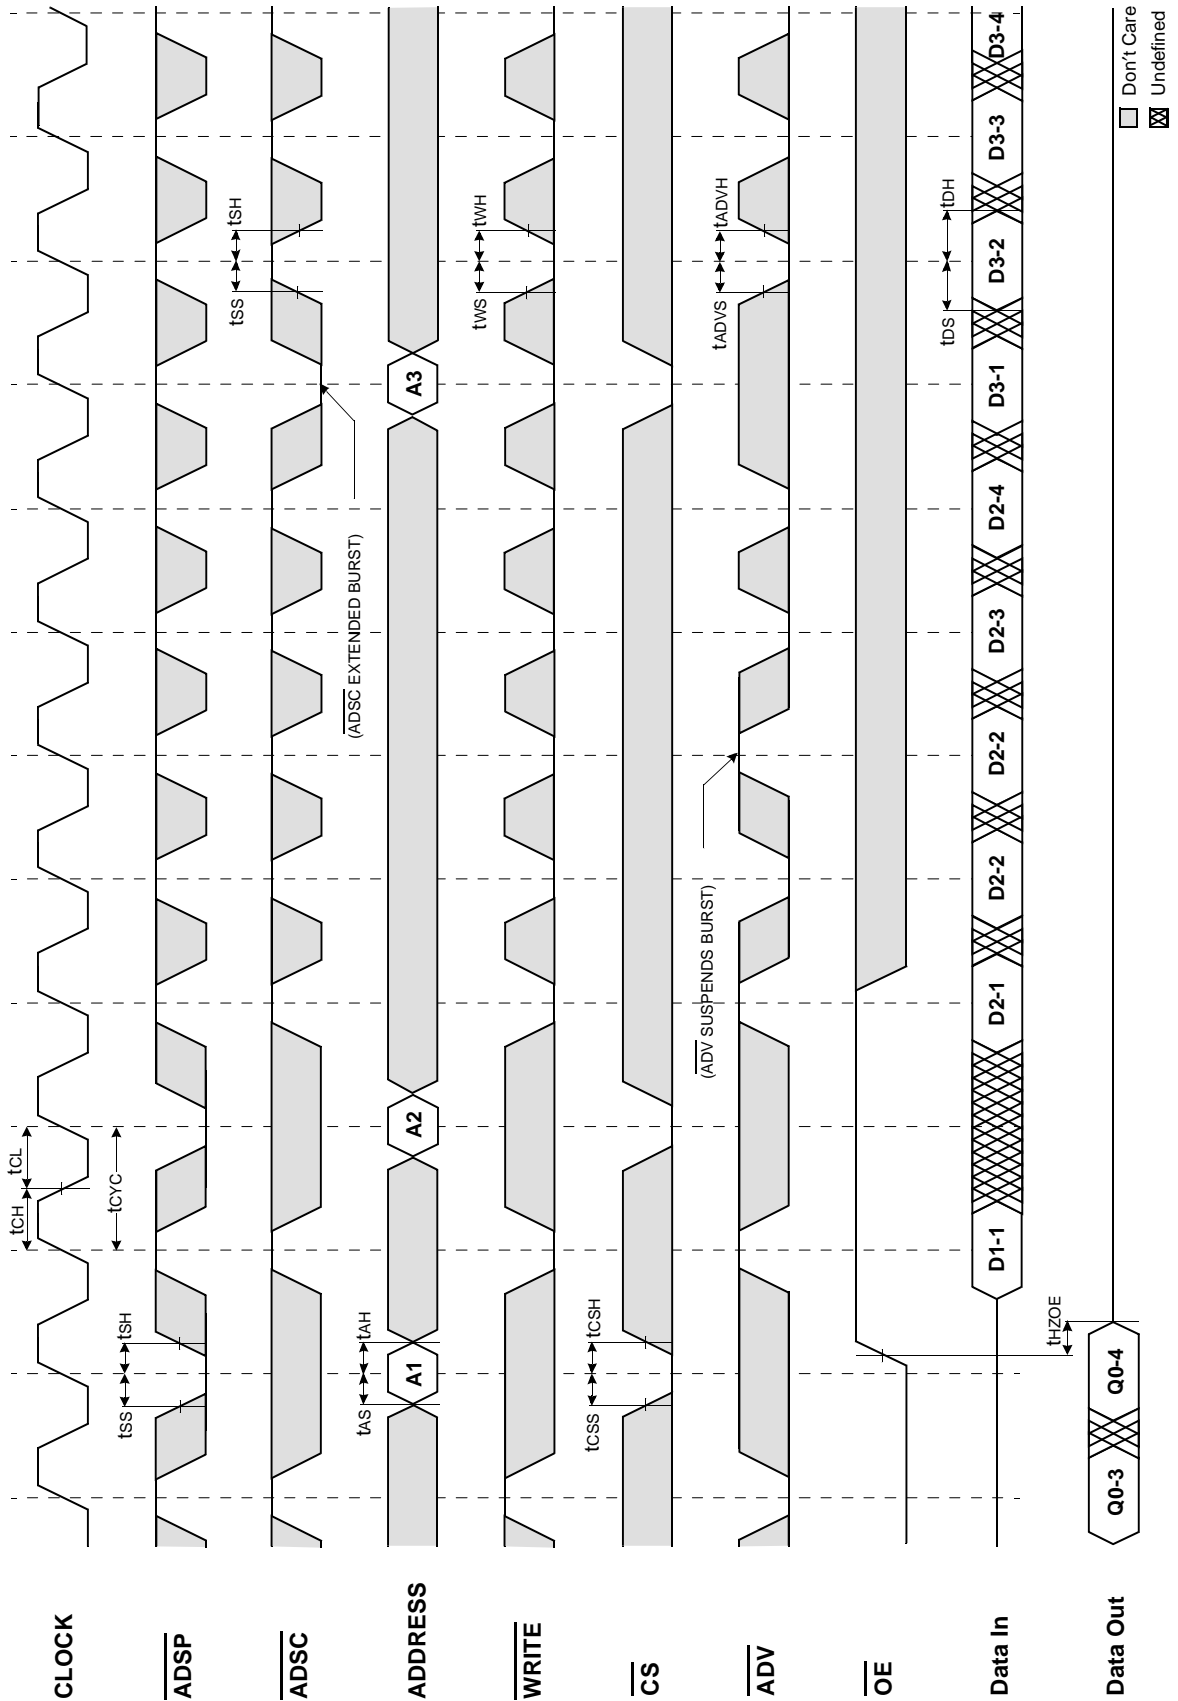 CLOCK
tCH
tCL
tCYC
ADSP
tSS
tSH
ADSC
tSS
tSH
(ADSC EXTENDED BURST)
ADDRESS
tAS
tAH
A1
A2
A3
WRITE
tWS
tWH
CS
tCSS
tCSH
ADV
(ADV SUSPENDS BURST)
tADVS
tADVH
OE
Data In
D1-1
D2-1
D2-2
D2-2
D2-3
D2-4
D3-1
D3-2
D3-3
D3-4
tDS
tDH
Data Out
tHZOE
Q0-3
Q0-4
Don't Care
Undefined